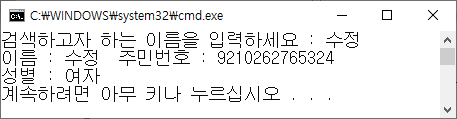 C:\WINDOWS\system32\cmd.exe
검색하고자 하는 이름을 입력하세요 : 수정
이름 : 수정  주민번호 : 9210262765324
성별 : 여자
계속하려면 아무 키나 누르십시오 . . .